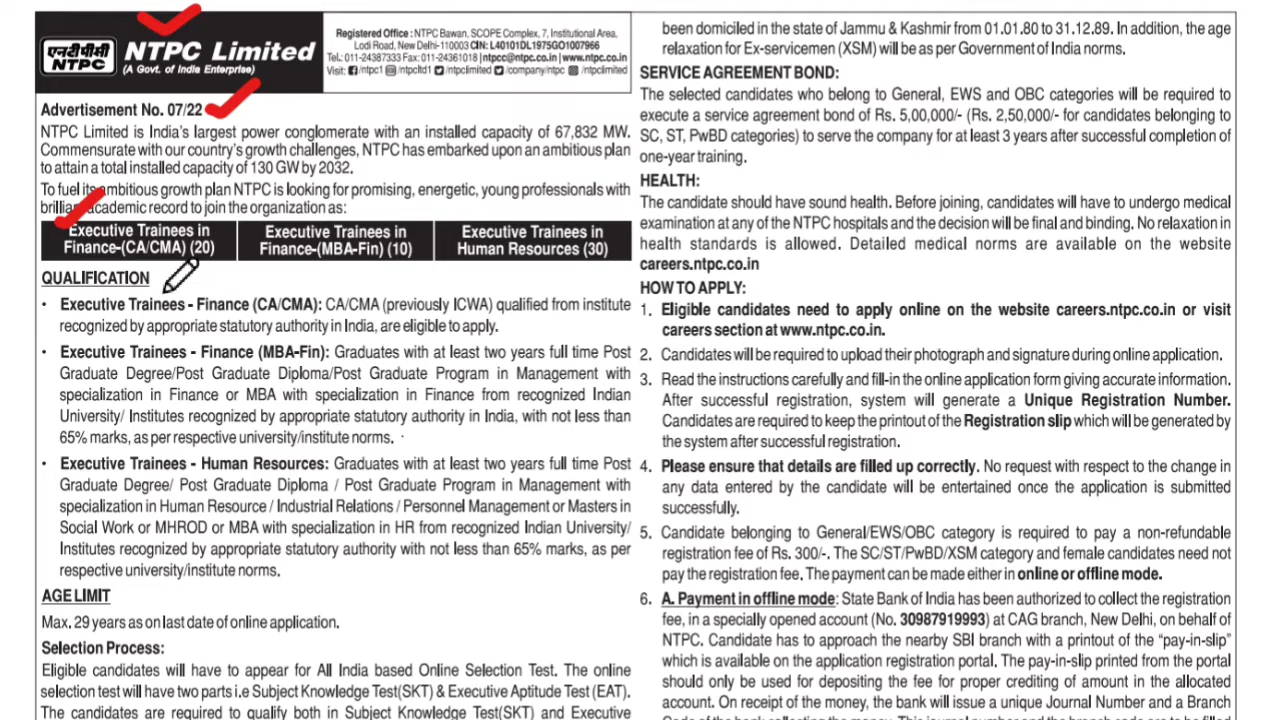 एनटीपीसी
NTPC
NTPC Limited
(A Govt. of India Enterprise)
Registered Office : NTPC Bawan, SCOPE Complex, 7, Institutional Area,
Lodi Road, New Delhi-110003 CIN: L40101DL1975GO1007966
Tel.: 011-24387333 Fax: 011-24361018 | ntpcc@ntpc.co.in | www.ntpc.co.in
Visit: /ntpc1 /ntpcltd1 /ntpclimited /company/ntpc /ntpclimited
Advertisement No. 07/22
NTPC Limited is India's largest power conglomerate with an installed capacity of 67,832 MW.
Commensurate with our country's growth challenges, NTPC has embarked upon an ambitious plan
to attain a total installed capacity of 130 GW by 2032.
To fuel its ambitious growth plan NTPC is looking for promising, energetic, young professionals with
brilliant academic record to join the organization as:
Executive Trainees in
Finance-(CA/CMA) (20)
Executive Trainees in
Finance-(MBA-Fin) (10)
Executive Trainees in
Human Resources (30)
QUALIFICATION
• Executive Trainees - Finance (CA/CMA): CA/CMA (previously ICWA) qualified from institute
recognized by appropriate statutory authority in India, are eligible to apply.
• Executive Trainees - Finance (MBA-Fin): Graduates with at least two years full time Post
Graduate Degree/Post Graduate Diploma/Post Graduate Program in Management with
specialization in Finance or MBA with specialization in Finance from recognized Indian
University/ Institutes recognized by appropriate statutory authority in India, with not less than
65% marks, as per respective university/institute norms.
• Executive Trainees - Human Resources: Graduates with at least two years full time Post
Graduate Degree/ Post Graduate Diploma / Post Graduate Program in Management with
specialization in Human Resource / Industrial Relations / Personnel Management or Masters in
Social Work or MHROD or MBA with specialization in HR from recognized Indian University/
Institutes recognized by appropriate statutory authority with not less than 65% marks, as per
respective university/institute norms.
AGE LIMIT
Max. 29 years as on last date of online application.
Selection Process:
Eligible candidates will have to appear for All India based Online Selection Test. The online
selection test will have two parts i.e Subject Knowledge Test(SKT) & Executive Aptitude Test (EAT).
The candidates are required to qualify both in Subject Knowledge Test(SKT) and Executive
been domiciled in the state of Jammu & Kashmir from 01.01.80 to 31.12.89. In addition, the age
relaxation for Ex-servicemen (XSM) will be as per Government of India norms.
SERVICE AGREEMENT BOND:
The selected candidates who belong to General, EWS and OBC categories will be required to
execute a service agreement bond of Rs. 5,00,000/- (Rs. 2,50,000/- for candidates belonging to
SC, ST, PwBD categories) to serve the company for at least 3 years after successful completion of
one-year training.
HEALTH:
The candidate should have sound health. Before joining, candidates will have to undergo medical
examination at any of the NTPC hospitals and the decision will be final and binding. No relaxation in
health standards is allowed. Detailed medical norms are available on the website
careers.ntpc.co.in
HOW TO APPLY:
1. Eligible candidates need to apply online on the website careers.ntpc.co.in or visit
careers section at www.ntpc.co.in.
2. Candidates will be required to upload their photograph and signature during online application.
3. Read the instructions carefully and fill-in the online application form giving accurate information.
After successful registration, system will generate a Unique Registration Number.
Candidates are required to keep the printout of the Registration slip which will be generated by
the system after successful registration.
4. Please ensure that details are filled up correctly. No request with respect to the change in
any data entered by the candidate will be entertained once the application is submitted
successfully.
5. Candidate belonging to General/EWS/OBC category is required to pay a non-refundable
registration fee of Rs. 300/-. The SC/ST/PwBD/XSM category and female candidates need not
pay the registration fee. The payment can be made either in online or offline mode.
6. A. Payment in offline mode: State Bank of India has been authorized to collect the registration
fee, in a specially opened account (No. 30987919993) at CAG branch, New Delhi, on behalf of
NTPC. Candidate has to approach the nearby SBI branch with a printout of the "pay-in-slip"
which is available on the application registration portal. The pay-in-slip printed from the portal
should only be used for depositing the fee for proper crediting of amount in the allocated
account. On receipt of the money, the bank will issue a unique Journal Number and a Branch
Code of the bank collecting the money. This journal number and the branch code are to be filled